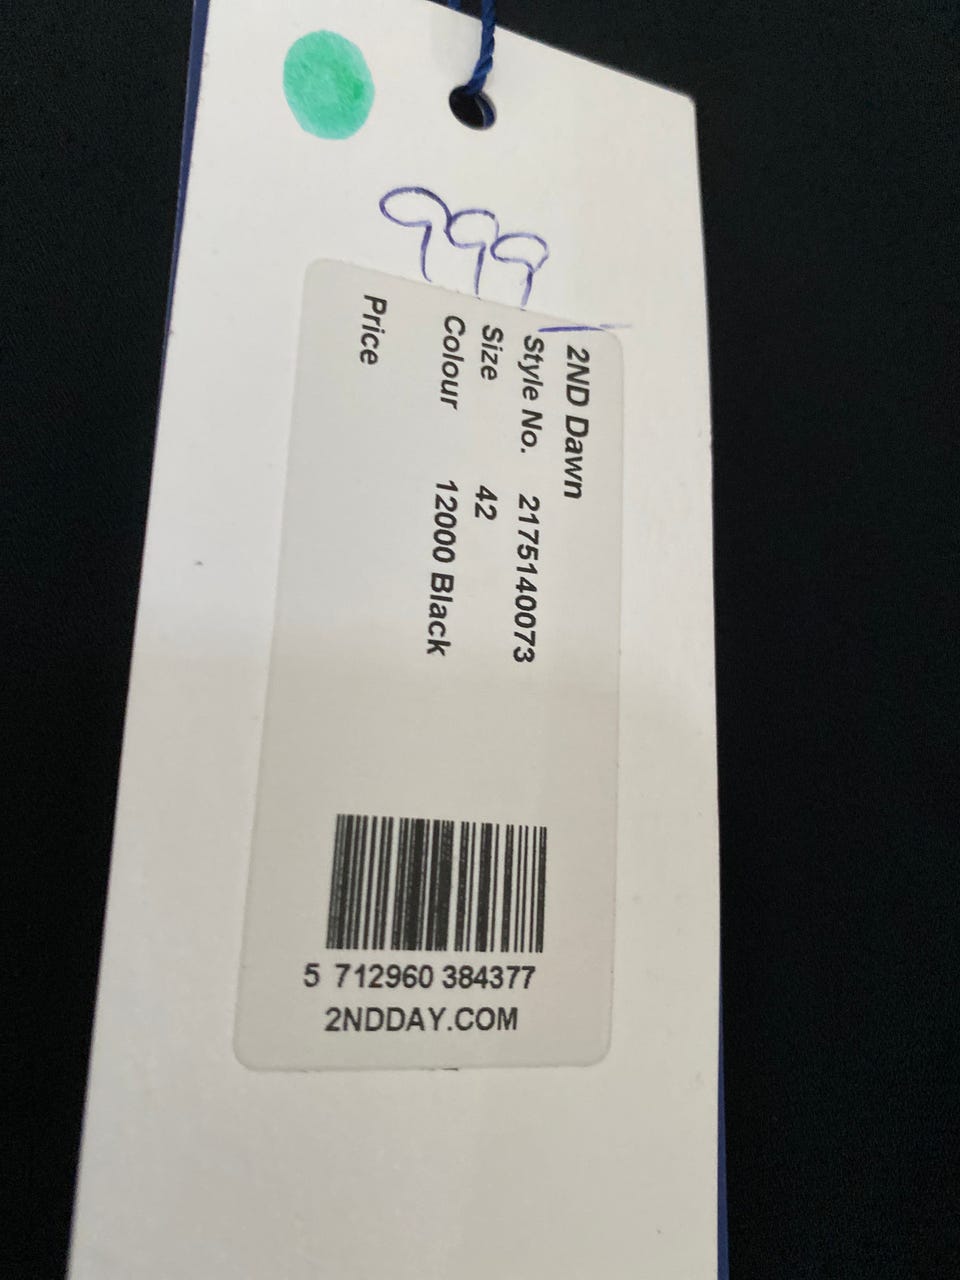 999
2ND Dawn
Style No. 2175140073
Size 42
Colour 12000 Black
Price
5 712960 384377
2NDDAY.COM